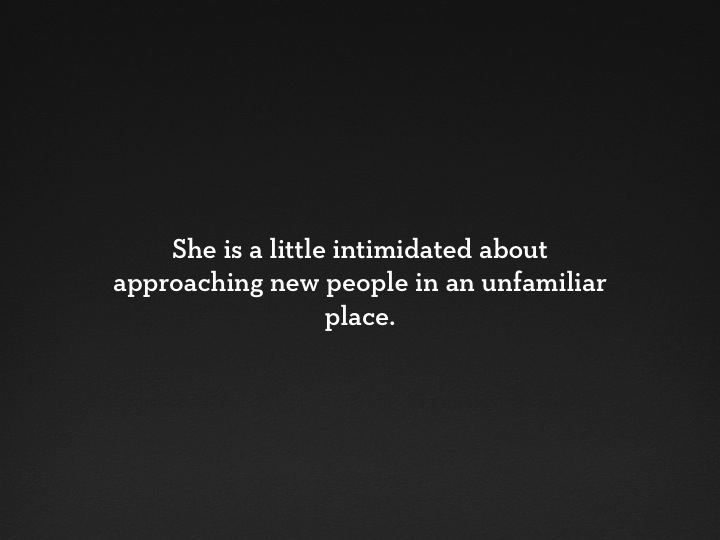 She is a little intimidated about
approaching new people in an unfamiliar
place.